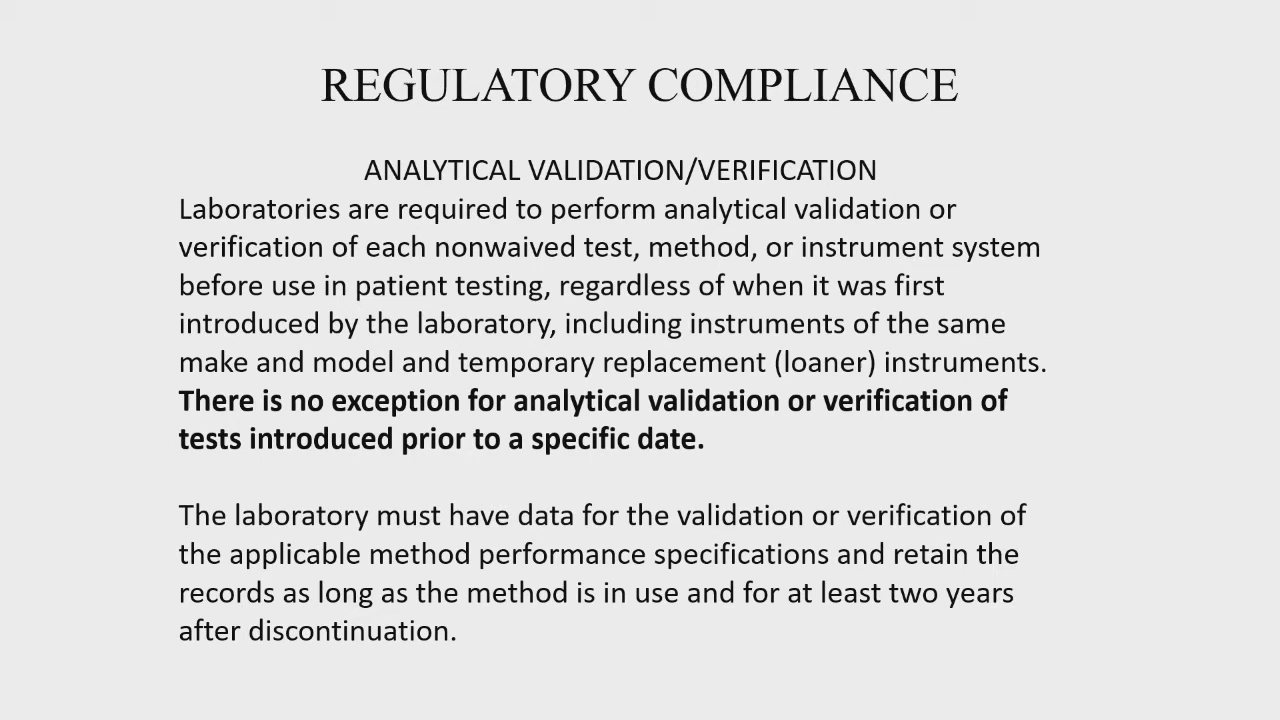 REGULATORY COMPLIANCE
ANALYTICAL VALIDATION/VERIFICATION
Laboratories are required to perform analytical validation or
verification of each nonwaived test, method, or instrument system
before use in patient testing, regardless of when it was first
introduced by the laboratory, including instruments of the same
make and model and temporary replacement (loaner) instruments.
There is no exception for analytical validation or verification of
tests introduced prior to a specific date.
The laboratory must have data for the validation or verification of
the applicable method performance specifications and retain the
records as long as the method is in use and for at least two years
after discontinuation.